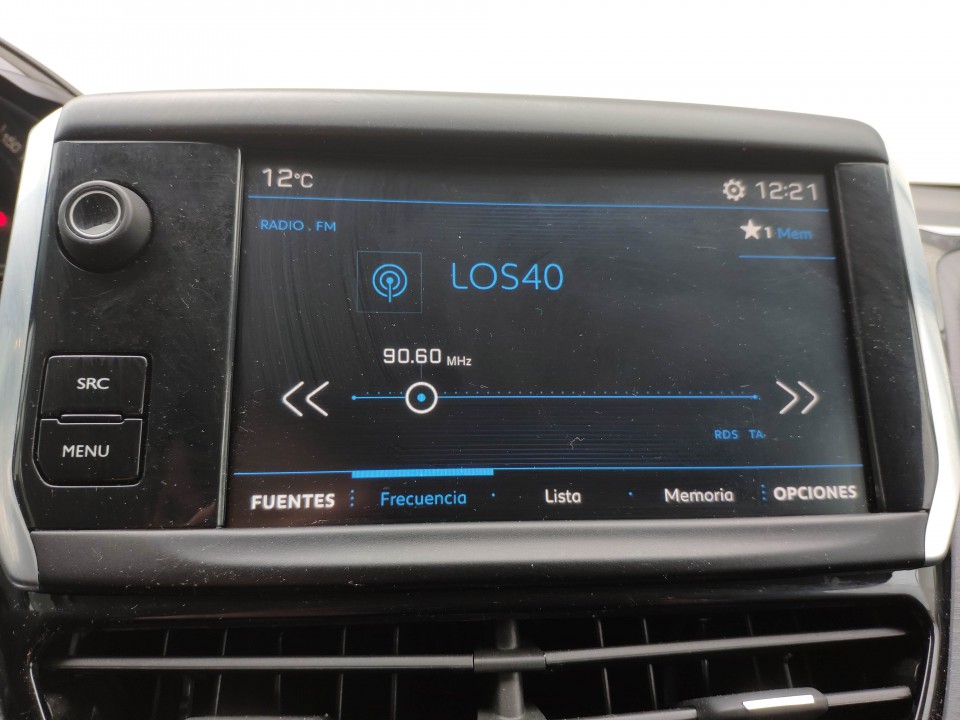 12°C
12:21
RADIO . FM
★1 Mem
LOS40
90.60 MHz
SRC
MENU
RDS TA
FUENTES
Frecuencia
Lista
Memoria
OPCIONES